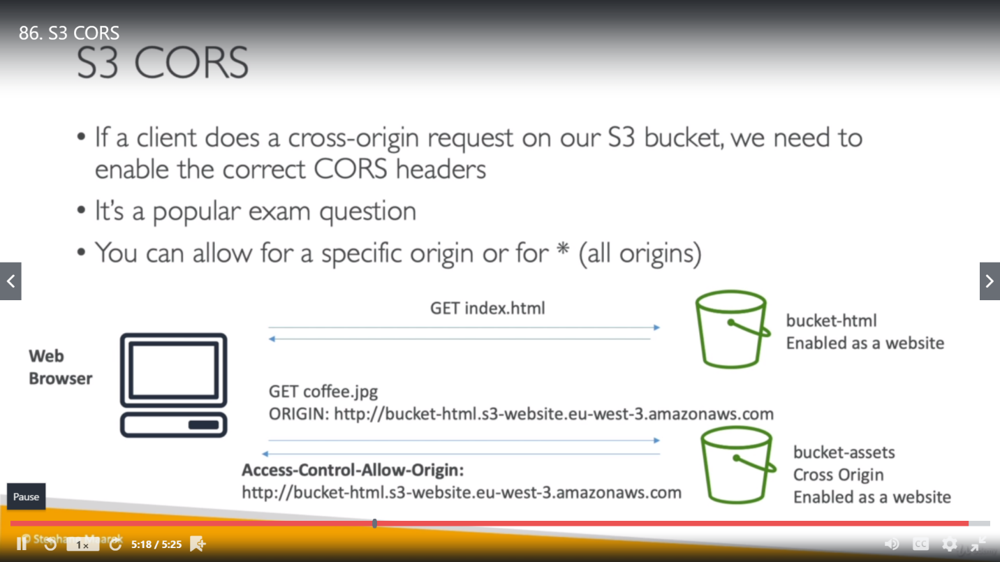 86. S3 CORS
S3 CORS
• If a client does a cross-origin request on our S3 bucket, we need to
enable the correct CORS headers
• It's a popular exam question
• You can allow for a specific origin or for * (all origins)
GET index.html
bucket-html
Enabled as a website
Web
Browser
GET coffee.jpg
ORIGIN: http://bucket-html.s3-website.eu-west-3.amazonaws.com
Access-Control-Allow-Origin:
http://bucket-html.s3-website.eu-west-3.amazonaws.com
bucket-assets
Cross Origin
Enabled as a website
Pause
© Stephane Maarek
1x
5:18 / 5:25
CC